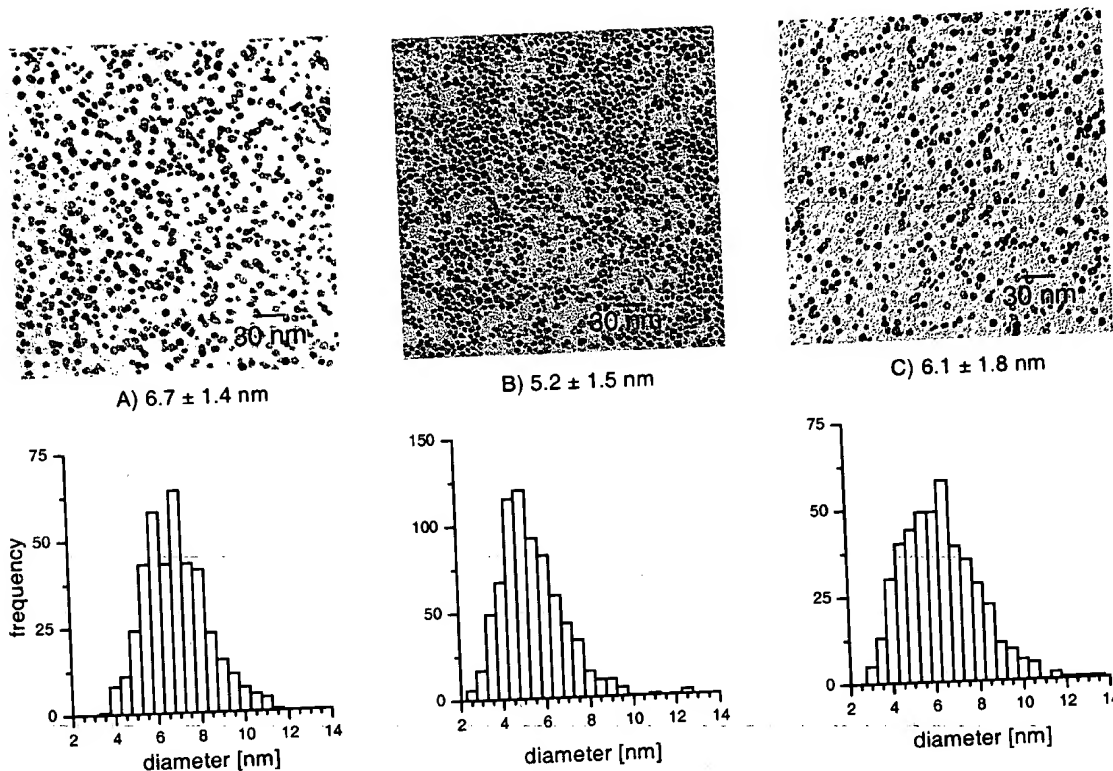 30 nm
30 nm
30 nm
A) 6.7 ± 1.4 nm
B) 5.2 ± 1.5 nm
C) 6.1 ± 1.8 nm
75
50
25
0
frequency
2 4 6 8 10 12 14
diameter [nm]
150
100
50
0
2 4 6 8 10 12 14
diameter [nm]
75
50
25
0
2 4 6 8 10 12 14
diameter [nm]